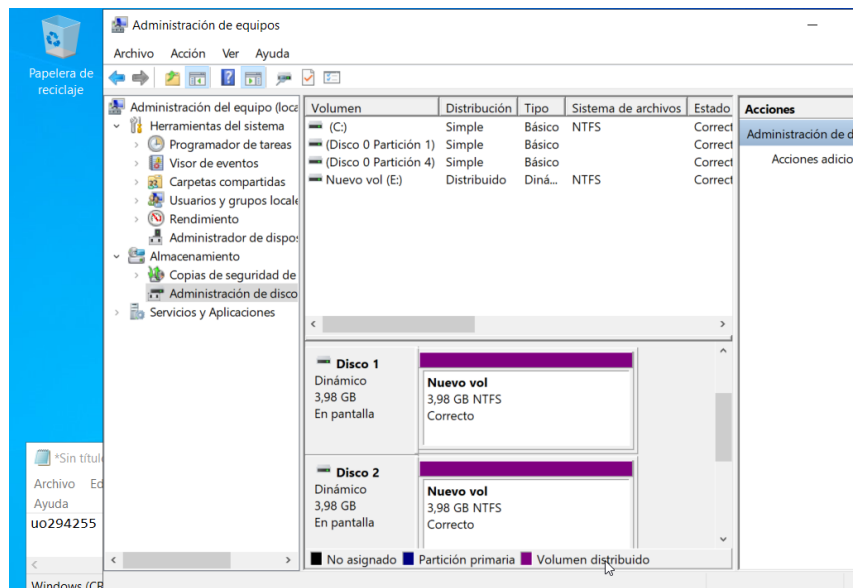 Papelera de
reciclaje
Administración de equipos
Archivo Acción Ver Ayuda
Administración del equipo (loca
Herramientas del sistema
Programador de tareas
Visor de eventos
Carpetas compartidas
Usuarios y grupos locale
Rendimiento
Administrador de dispos
Almacenamiento
Copias de seguridad de
Administración de disco
Servicios y Aplicaciones
Volumen Distribución Tipo Sistema de archivos Estado
(C:) Simple Básico NTFS Correct
(Disco 0 Partición 1) Simple Básico Correct
(Disco 0 Partición 4) Simple Básico Correct
Nuevo vol (E:) Distribuido Diná... NTFS Correct
Disco 1
Dinámico
3,98 GB
En pantalla
Nuevo vol
3,98 GB NTFS
Correcto
Disco 2
Dinámico
3,98 GB
En pantalla
Nuevo vol
3,98 GB NTFS
Correcto
No asignado Partición primaria Volumen distribuido
Acciones
Administración de d
Acciones adicio
*Sin títul
Archivo Ed
Ayuda
uo294255
Windows (CR